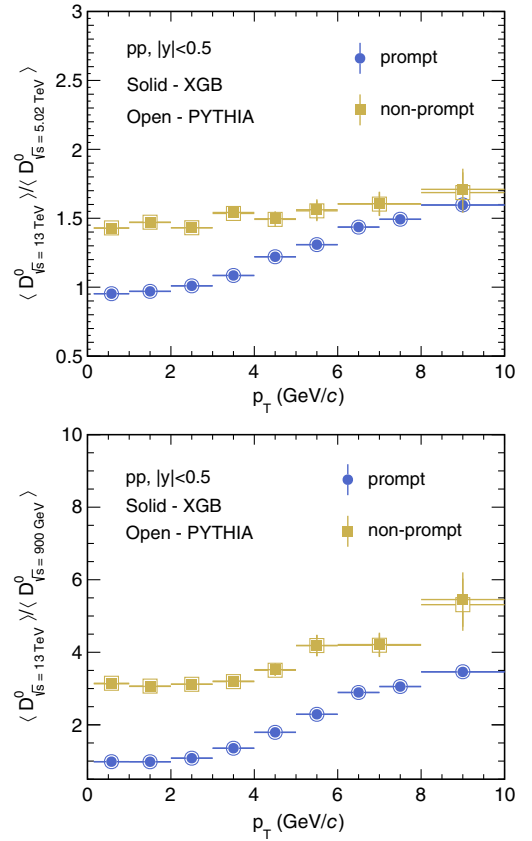 3
2.5
2
1.5
1
0.5
⟨ D⁰√s = 13 TeV ⟩/⟨ D⁰√s = 5.02 TeV ⟩
pp, |y|<0.5
Solid - XGB
Open - PYTHIA
prompt
non-prompt
0 2 4 6 8 10
p_T (GeV/c)
10
8
6
4
2
⟨ D⁰√s = 13 TeV ⟩/⟨ D⁰√s = 900 GeV ⟩
pp, |y|<0.5
Solid - XGB
Open - PYTHIA
prompt
non-prompt
0 2 4 6 8 10
p_T (GeV/c)